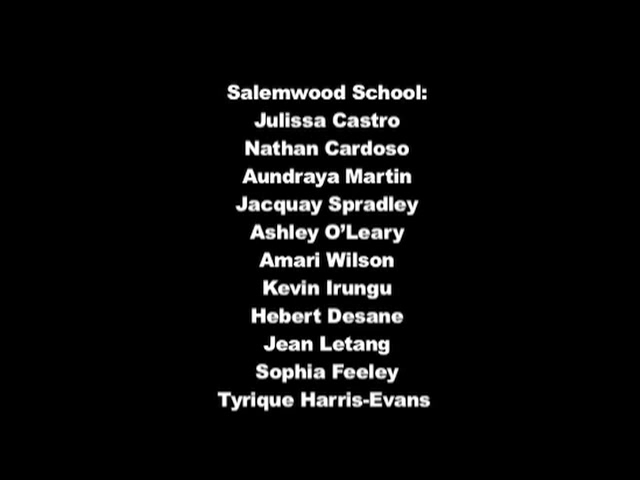 Salemwood School:
Julissa Castro
Nathan Cardoso
Aundraya Martin
Jacquay Spradley
Ashley O’Leary
Amari Wilson
Kevin Irungu
Hebert Desane
Jean Letang
Sophia Feeley
Tyrique Harris-Evans